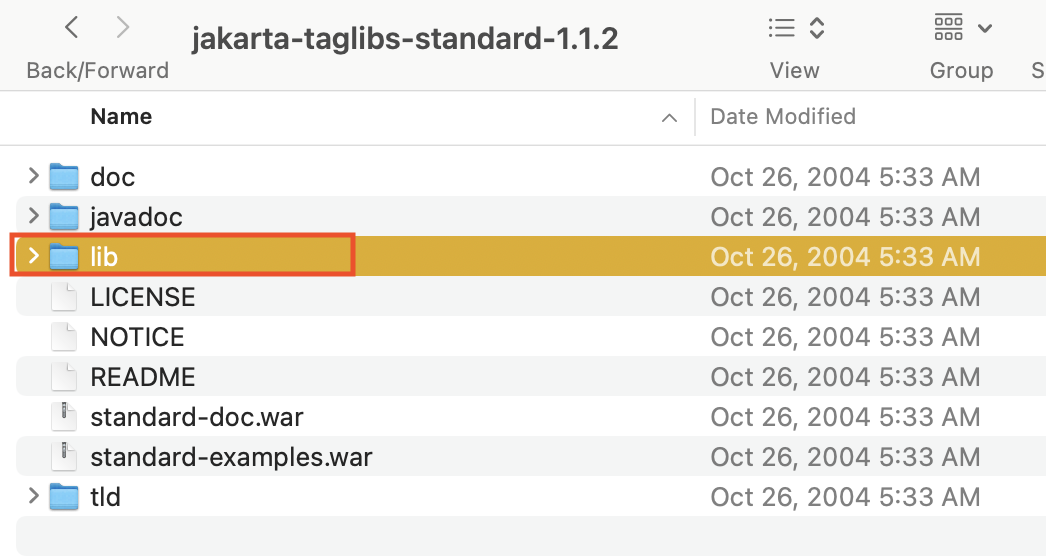 jakarta-taglibs-standard-1.1.2
Back/Forward View Group S
Name Date Modified
doc Oct 26, 2004 5:33 AM
javadoc Oct 26, 2004 5:33 AM
lib Oct 26, 2004 5:33 AM
LICENSE Oct 26, 2004 5:33 AM
NOTICE Oct 26, 2004 5:33 AM
README Oct 26, 2004 5:33 AM
standard-doc.war Oct 26, 2004 5:33 AM
standard-examples.war Oct 26, 2004 5:33 AM
tld Oct 26, 2004 5:33 AM